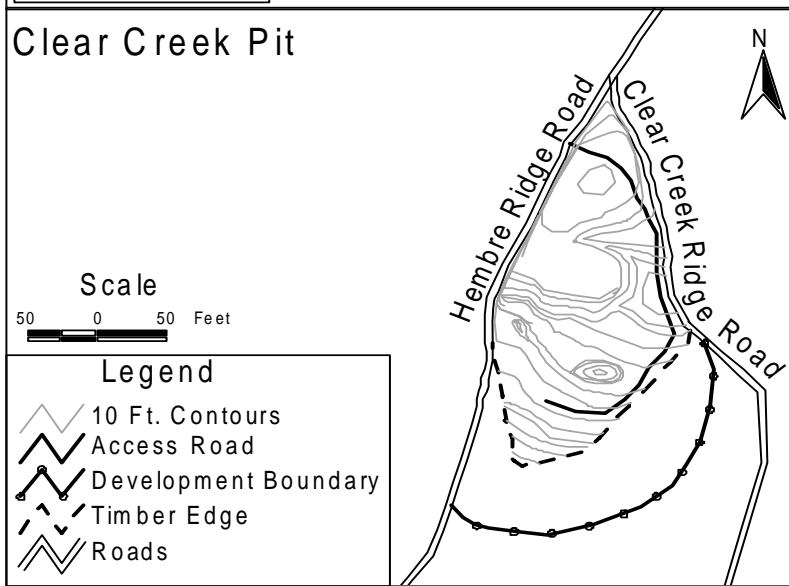 Clear Creek Pit
N
Hembre Ridge Road
Clear Creek Ridge Road
Scale
50 0 50 Feet
Legend
10 Ft. Contours
Access Road
Development Boundary
Timber Edge
Roads